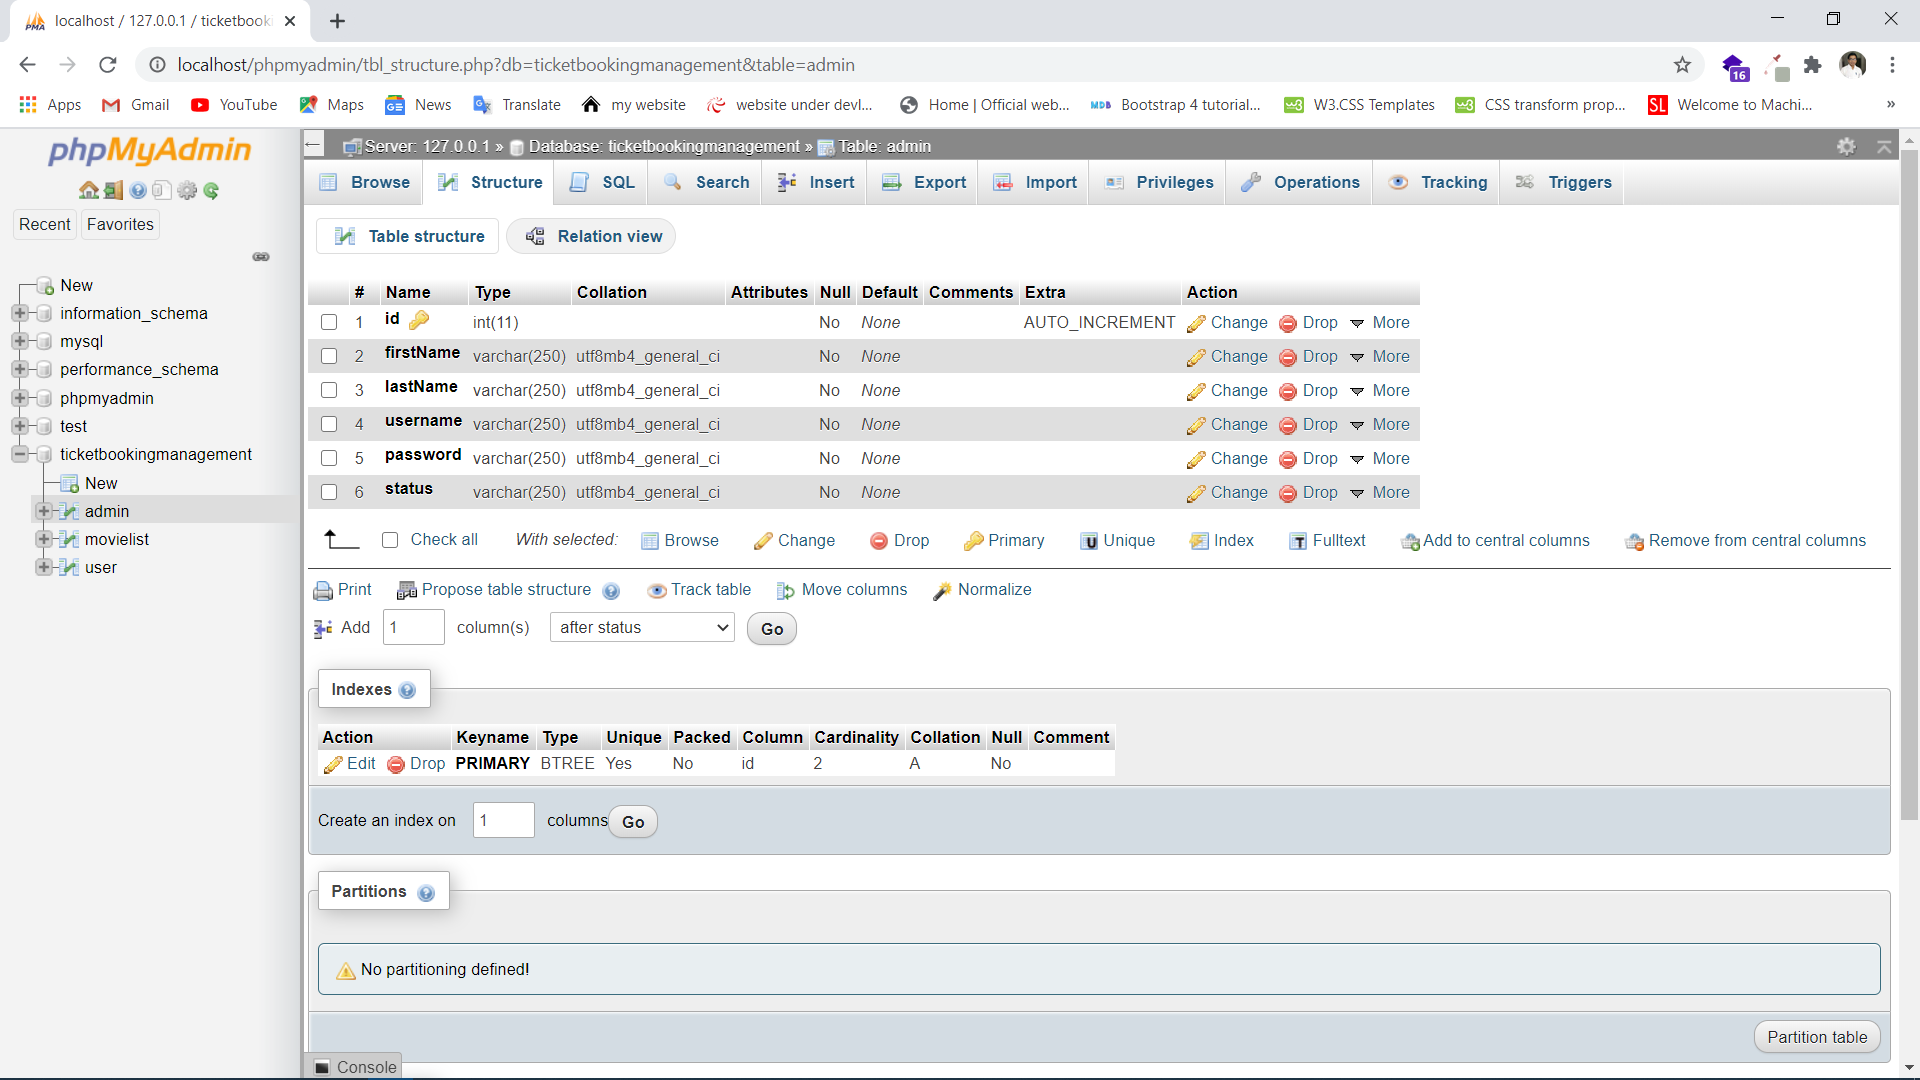 localhost / 127.0.0.1 / ticketbooki
localhost/phpmyadmin/tbl_structure.php?db=ticketbookingmanagement&table=admin
16
Apps Gmail YouTube Maps News Translate my website website under devl... Home | Official web... MDB Bootstrap 4 tutorial... W3.CSS Templates CSS transform prop... SL Welcome to Machi... »
phpMyAdmin
Recent Favorites
New
information_schema
mysql
performance_schema
phpmyadmin
test
ticketbookingmanagement
New
admin
movielist
user
Server: 127.0.0.1 » Database: ticketbookingmanagement » Table: admin
Browse Structure SQL Search Insert Export Import Privileges Operations Tracking Triggers
Table structure Relation view
# Name Type Collation Attributes Null Default Comments Extra Action
1 id int(11) No None AUTO_INCREMENT Change Drop More
2 firstName varchar(250) utf8mb4_general_ci No None Change Drop More
3 lastName varchar(250) utf8mb4_general_ci No None Change Drop More
4 username varchar(250) utf8mb4_general_ci No None Change Drop More
5 password varchar(250) utf8mb4_general_ci No None Change Drop More
6 status varchar(250) utf8mb4_general_ci No None Change Drop More
Check all With selected: Browse Change Drop Primary Unique Index Fulltext Add to central columns Remove from central columns
Print Propose table structure Track table Move columns Normalize
Add 1 column(s) after status Go
Indexes
Action Keyname Type Unique Packed Column Cardinality Collation Null Comment
Edit Drop PRIMARY BTREE Yes No id 2 A No
Create an index on 1 columns Go
Partitions
No partitioning defined!
Partition table
Console